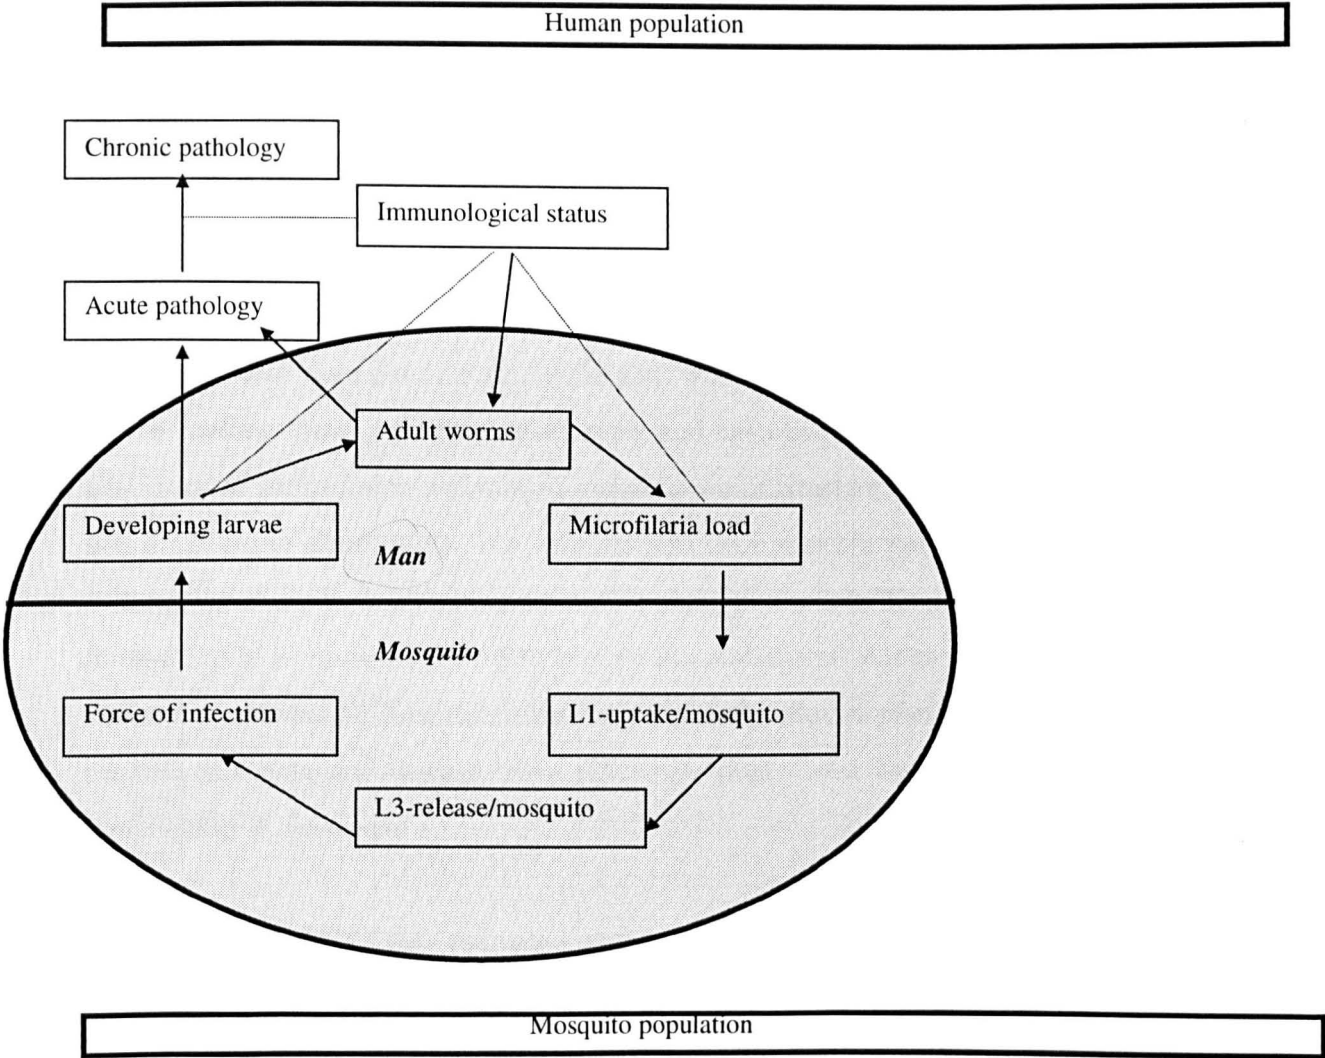 Human population
Chronic pathology
Immunological status
Acute pathology
Adult worms
Developing larvae
Microfilaria load
Man
Mosquito
Force of infection
L1-uptake/mosquito
L3-release/mosquito
Mosquito population